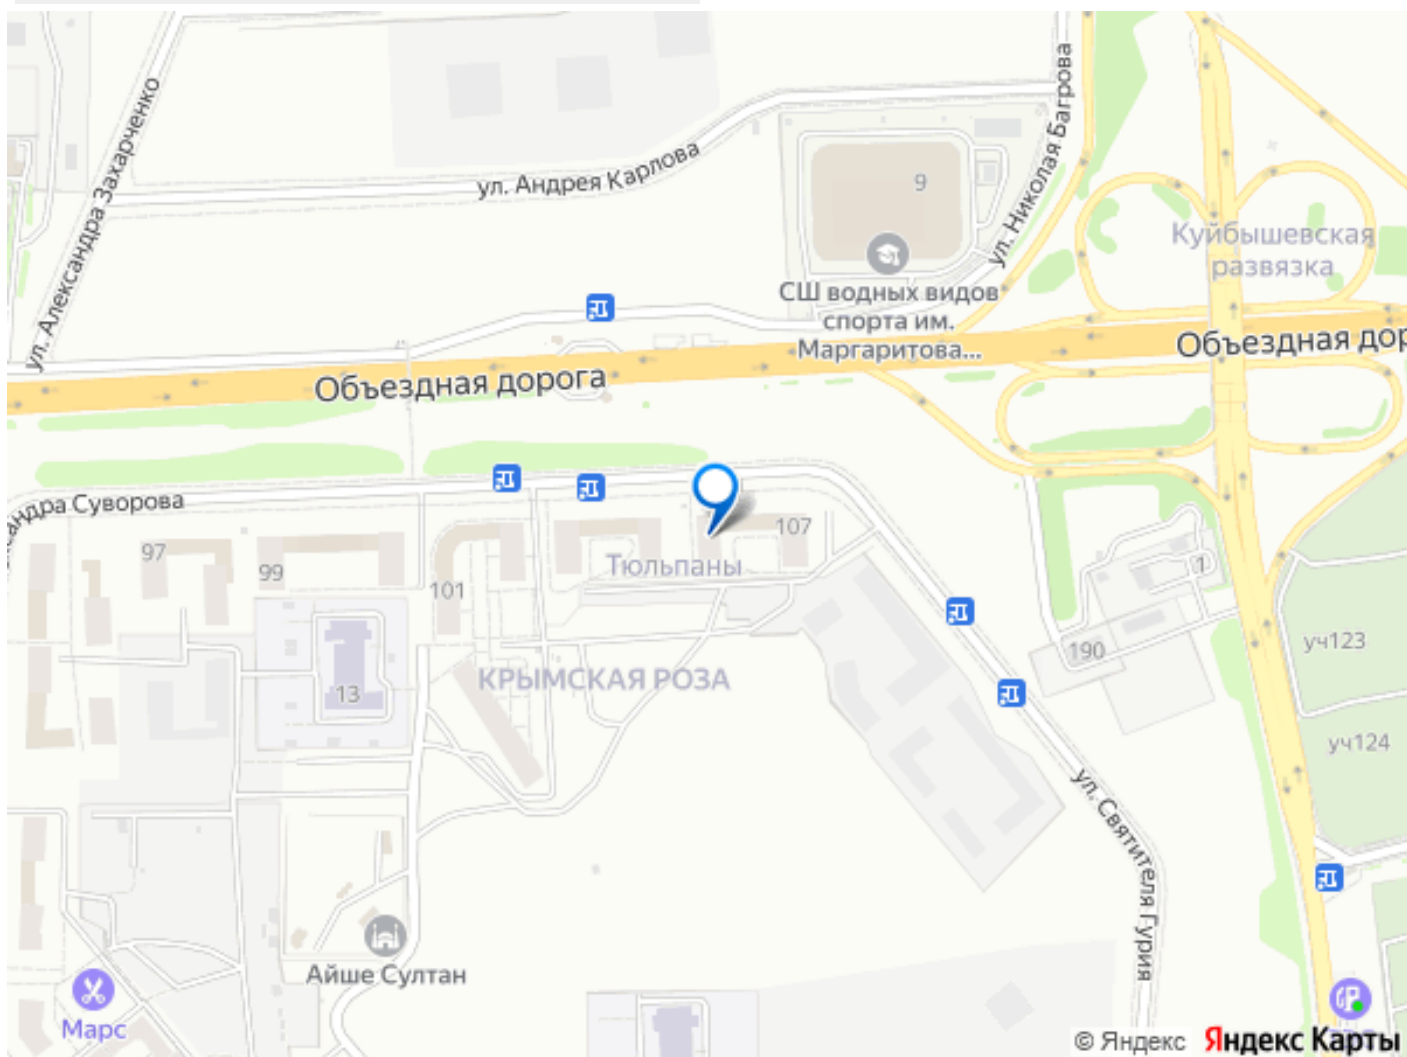 ул. Александра Захарченко
ул. Андрея Карлова
ул. Николая Багрова
9
Куйбышевская
развязка
СШ водных видов
спорта им.
Маргаритова...
Объездная дорога
Объездная дор
андра Суворова
97
99
101
107
Тюльпаны
1
190
уч123
13
КРЫМСКАЯ РОЗА
уч124
ул. Святителя Гурия
Айше Султан
Марс
© Яндекс Яндекс Карты